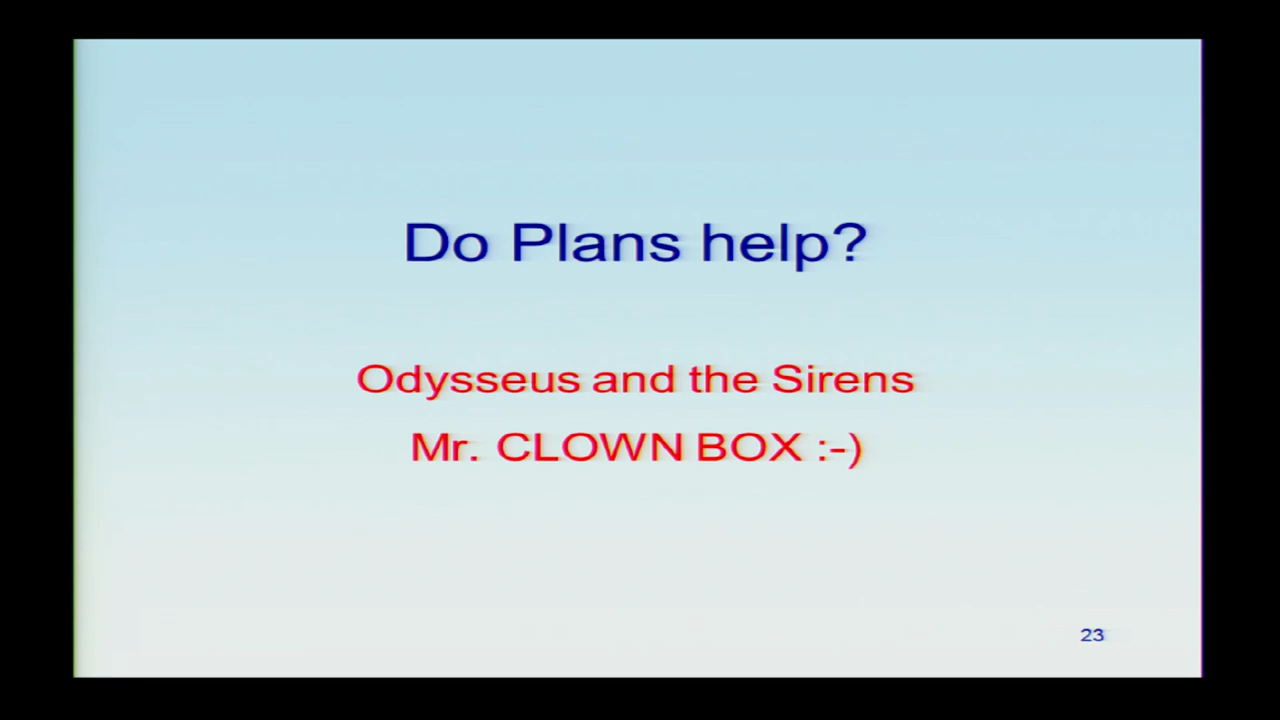 Do Plans help?
Odysseus and the Sirens
Mr. CLOWN BOX :-)
23